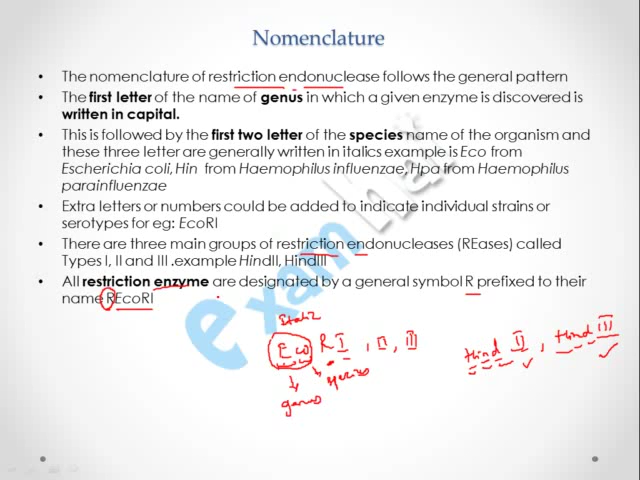 Nomenclature
• The nomenclature of restriction endonuclease follows the general pattern
• The first letter of the name of genus in which a given enzyme is discovered is
written in capital.
• This is followed by the first two letter of the species name of the organism and
these three letter are generally written in italics example is Eco from
Escherichia coli, Hin from Haemophilus influenzae, Hpa from Haemophilus
parainfluenzae
• Extra letters or numbers could be added to indicate individual strains or
serotypes for eg: EcoRI
• There are three main groups of restriction endonucleases (REases) called
Types I, II and III .example HindII, HindIII
• All restriction enzyme are designated by a general symbol R prefixed to their
name REcoRI
Eco R I , II, III
Hind II , Hind III
species
genus